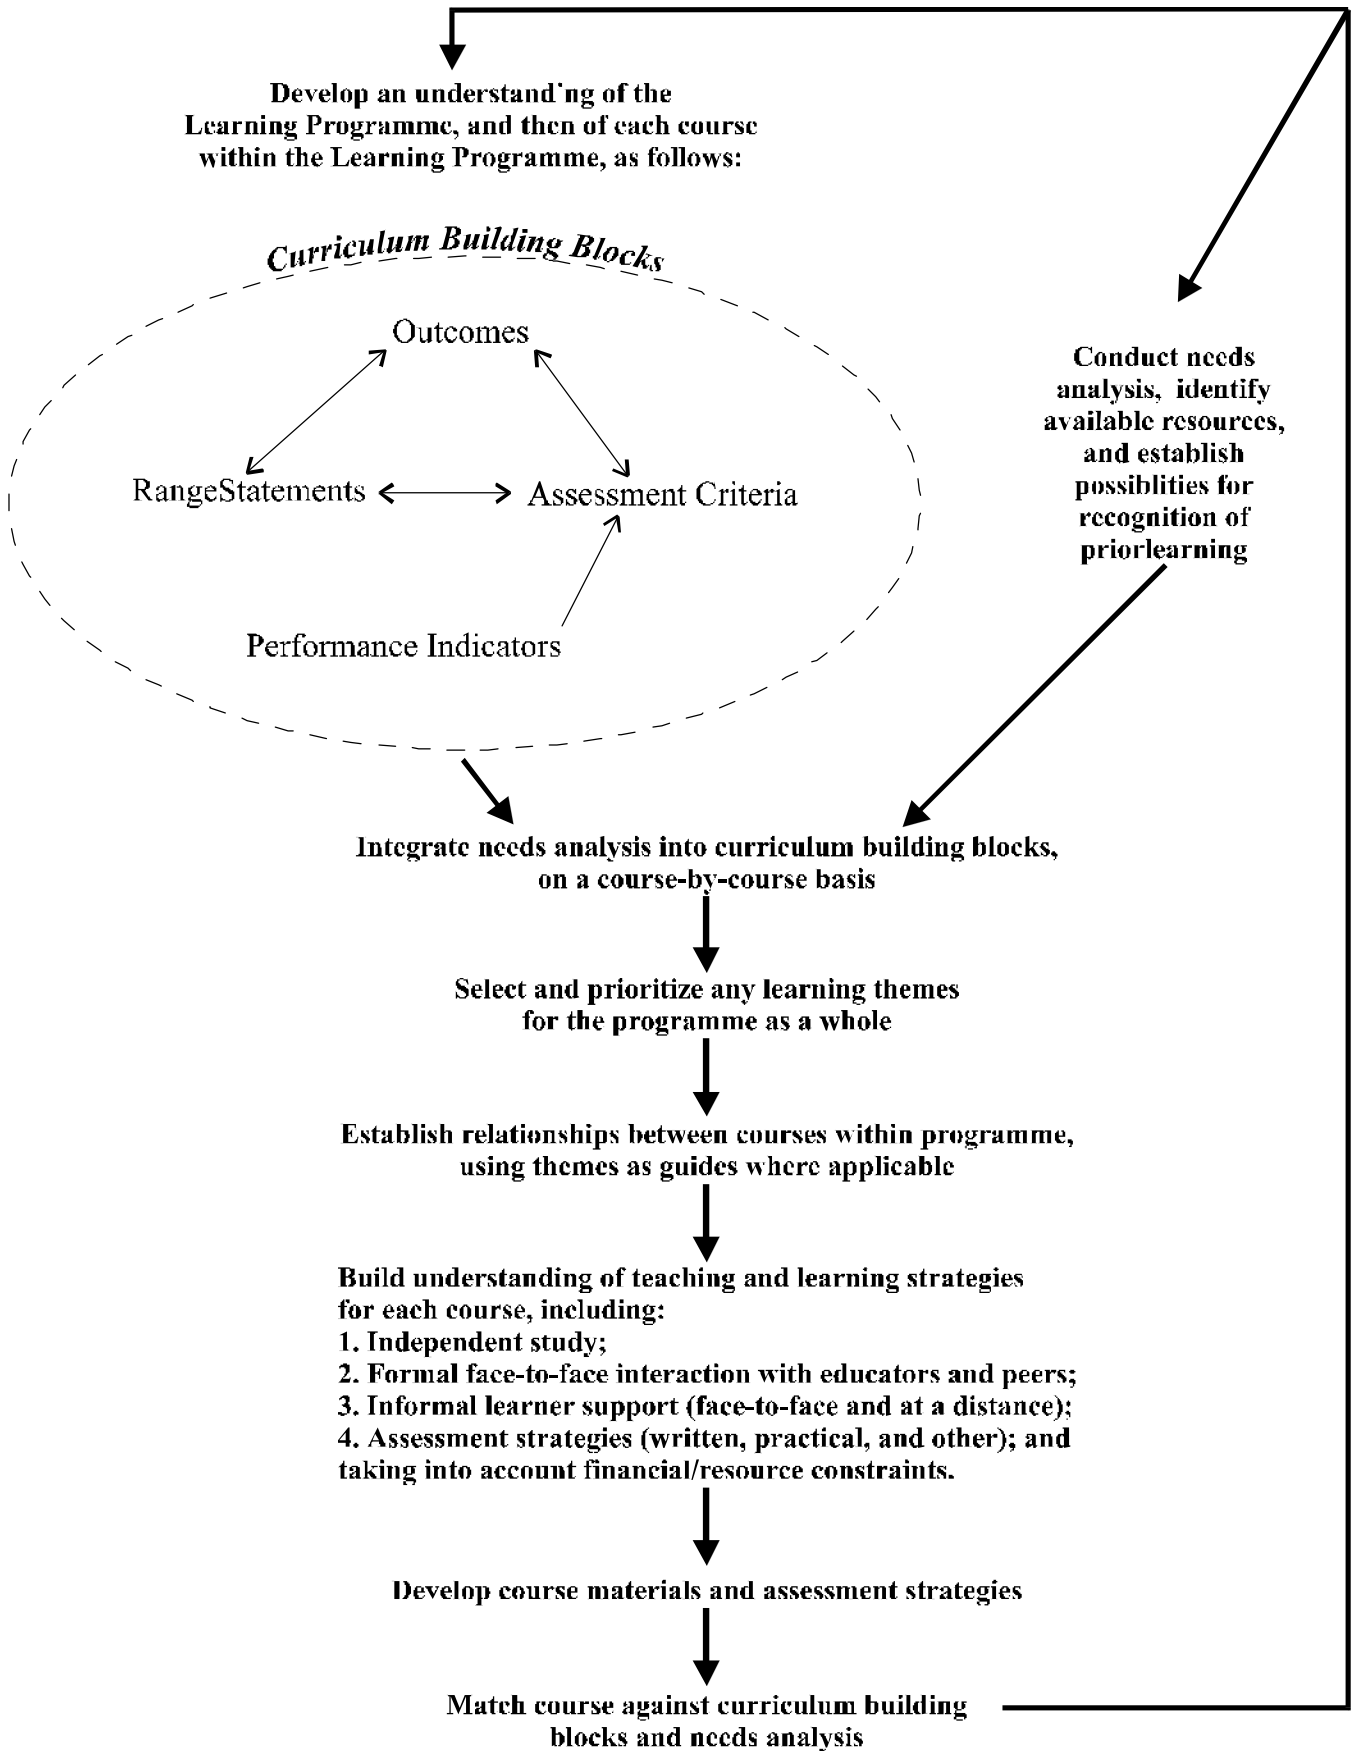 Develop an understanding of the
Learning Programme, and then of each course
within the Learning Programme, as follows:
Curriculum Building Blocks
Outcomes
RangeStatements
Assessment Criteria
Performance Indicators
Conduct needs
analysis, identify
available resources,
and establish
possiblities for
recognition of
priorlearning
Integrate needs analysis into curriculum building blocks,
on a course-by-course basis
Select and prioritize any learning themes
for the programme as a whole
Establish relationships between courses within programme,
using themes as guides where applicable
Build understanding of teaching and learning strategies
for each course, including:
1. Independent study;
2. Formal face-to-face interaction with educators and peers;
3. Informal learner support (face-to-face and at a distance);
4. Assessment strategies (written, practical, and other); and
taking into account financial/resource constraints.
Develop course materials and assessment strategies
Match course against curriculum building
blocks and needs analysis